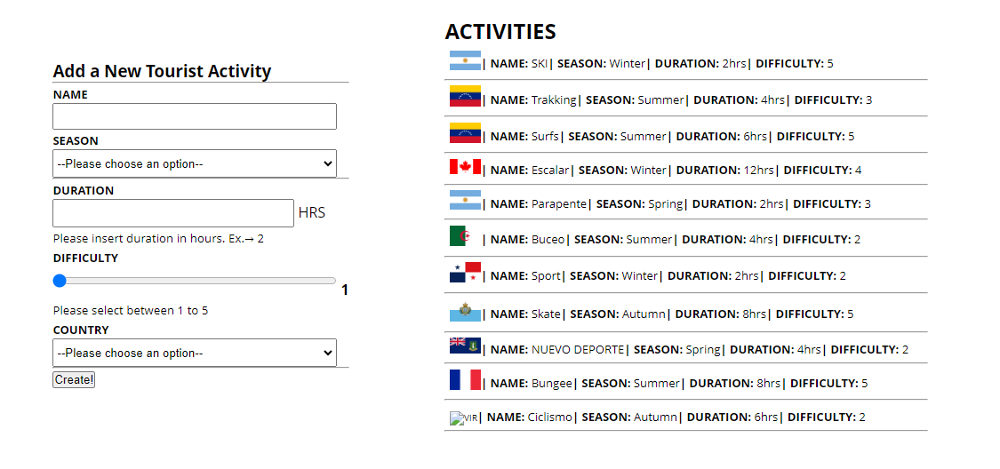 Add a New Tourist Activity
NAME
SEASON
--Please choose an option--
DURATION
HRS
Please insert duration in hours. Ex.→ 2
DIFFICULTY
1
Please select between 1 to 5
COUNTRY
--Please choose an option--
Create!
ACTIVITIES
| NAME: SKI| SEASON: Winter| DURATION: 2hrs| DIFFICULTY: 5
| NAME: Trakking| SEASON: Summer| DURATION: 4hrs| DIFFICULTY: 3
| NAME: Surfs| SEASON: Summer| DURATION: 6hrs| DIFFICULTY: 5
| NAME: Escalar| SEASON: Winter| DURATION: 12hrs| DIFFICULTY: 4
| NAME: Parapente| SEASON: Spring| DURATION: 2hrs| DIFFICULTY: 3
| NAME: Buceo| SEASON: Summer| DURATION: 4hrs| DIFFICULTY: 2
| NAME: Sport| SEASON: Winter| DURATION: 2hrs| DIFFICULTY: 2
| NAME: Skate| SEASON: Autumn| DURATION: 8hrs| DIFFICULTY: 5
| NAME: NUEVO DEPORTE| SEASON: Spring| DURATION: 4hrs| DIFFICULTY: 2
| NAME: Bungee| SEASON: Summer| DURATION: 8hrs| DIFFICULTY: 5
VIR| NAME: Ciclismo| SEASON: Autumn| DURATION: 6hrs| DIFFICULTY: 2